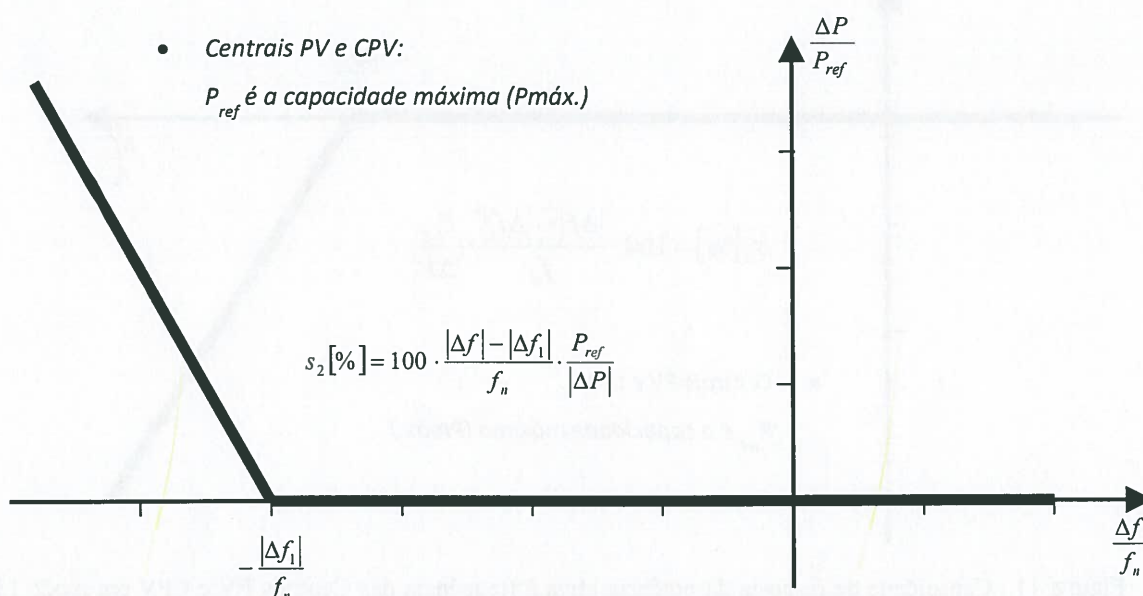 • Centrais PV e CPV:
P_ref é a capacidade máxima (Pmáx.)
ΔP / P_ref
s₂[%] = 100 · (|Δf| − |Δf₁|) / f_n · P_ref / |ΔP|
− |Δf₁| / f_n
Δf / f_n